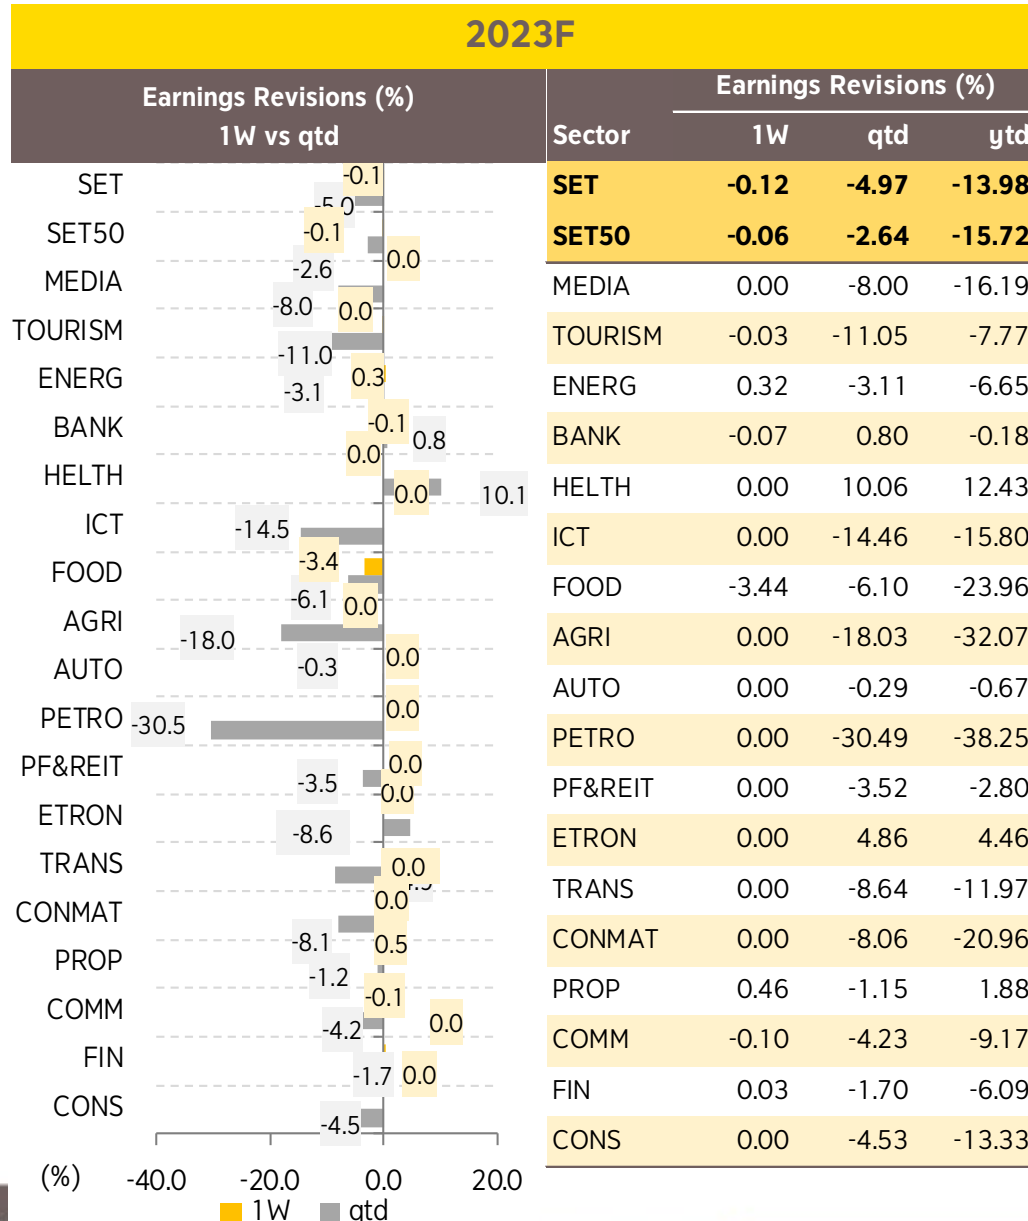 2023F
Earnings Revisions (%)
1W vs qtd
SET
SET50
MEDIA
TOURISM
ENERG
BANK
HELTH
ICT
FOOD
AGRI
AUTO
PETRO
PF&REIT
ETRON
TRANS
CONMAT
PROP
COMM
FIN
CONS
-0.1
-5.0
-0.1
0.0
-2.6
-8.0
0.0
-11.0
0.3
-3.1
-0.1
0.8
0.0
0.0
10.1
-14.5
-3.4
-6.1
0.0
-18.0
0.0
-0.3
0.0
-30.5
0.0
-3.5
0.0
-8.6
0.0
0.0
-8.1
0.5
-1.2
-0.1
-4.2
0.0
-1.7
0.0
-4.5
(%)
-40.0 -20.0 0.0 20.0
1W qtd
Earnings Revisions (%)
Sector 1W qtd ytd
SET -0.12 -4.97 -13.98
SET50 -0.06 -2.64 -15.72
MEDIA 0.00 -8.00 -16.19
TOURISM -0.03 -11.05 -7.77
ENERG 0.32 -3.11 -6.65
BANK -0.07 0.80 -0.18
HELTH 0.00 10.06 12.43
ICT 0.00 -14.46 -15.80
FOOD -3.44 -6.10 -23.96
AGRI 0.00 -18.03 -32.07
AUTO 0.00 -0.29 -0.67
PETRO 0.00 -30.49 -38.25
PF&REIT 0.00 -3.52 -2.80
ETRON 0.00 4.86 4.46
TRANS 0.00 -8.64 -11.97
CONMAT 0.00 -8.06 -20.96
PROP 0.46 -1.15 1.88
COMM -0.10 -4.23 -9.17
FIN 0.03 -1.70 -6.09
CONS 0.00 -4.53 -13.33